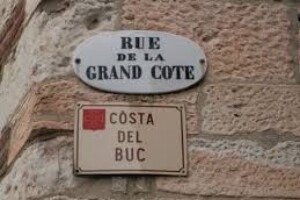 RUE
DE LA
GRAND COTE
CÒSTA
DEL
BUC